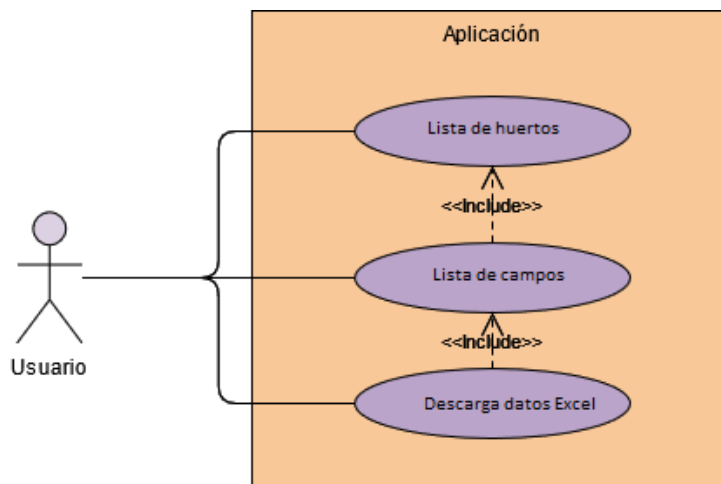 Aplicación
Lista de huertos
<<Include>>
Lista de campos
<<Include>>
Descarga datos Excel
Usuario